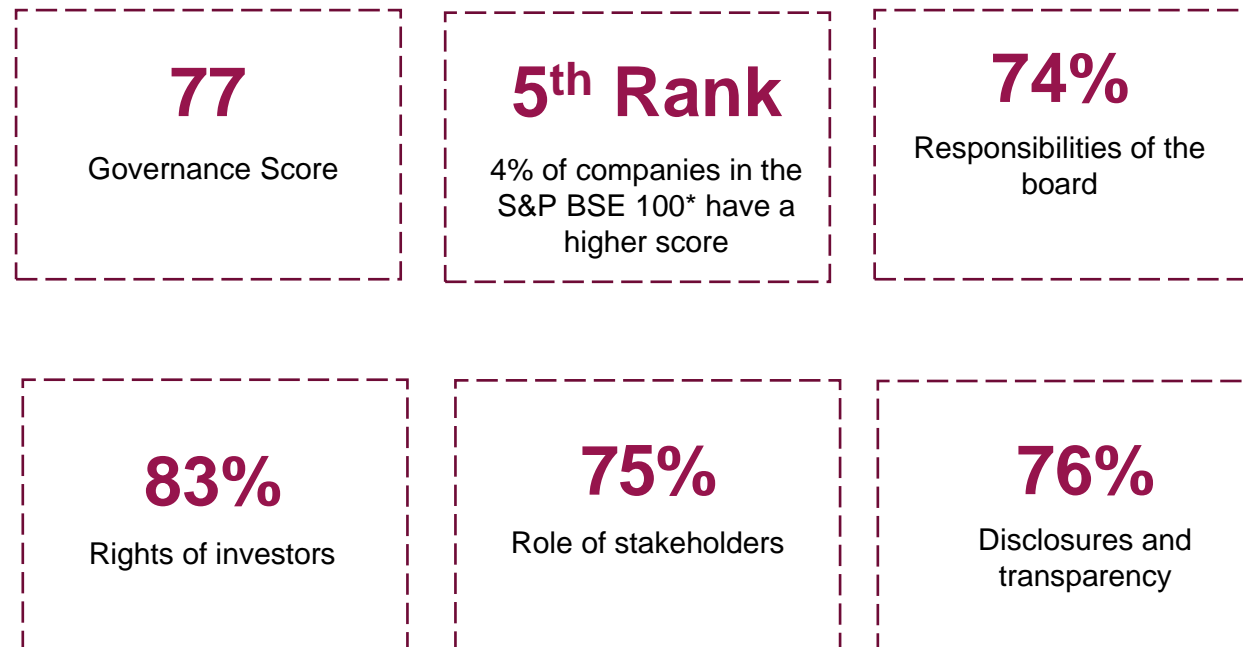 77
Governance Score
5th Rank
4% of companies in the
S&P BSE 100* have a
higher score
74%
Responsibilities of the
board
83%
Rights of investors
75%
Role of stakeholders
76%
Disclosures and
transparency